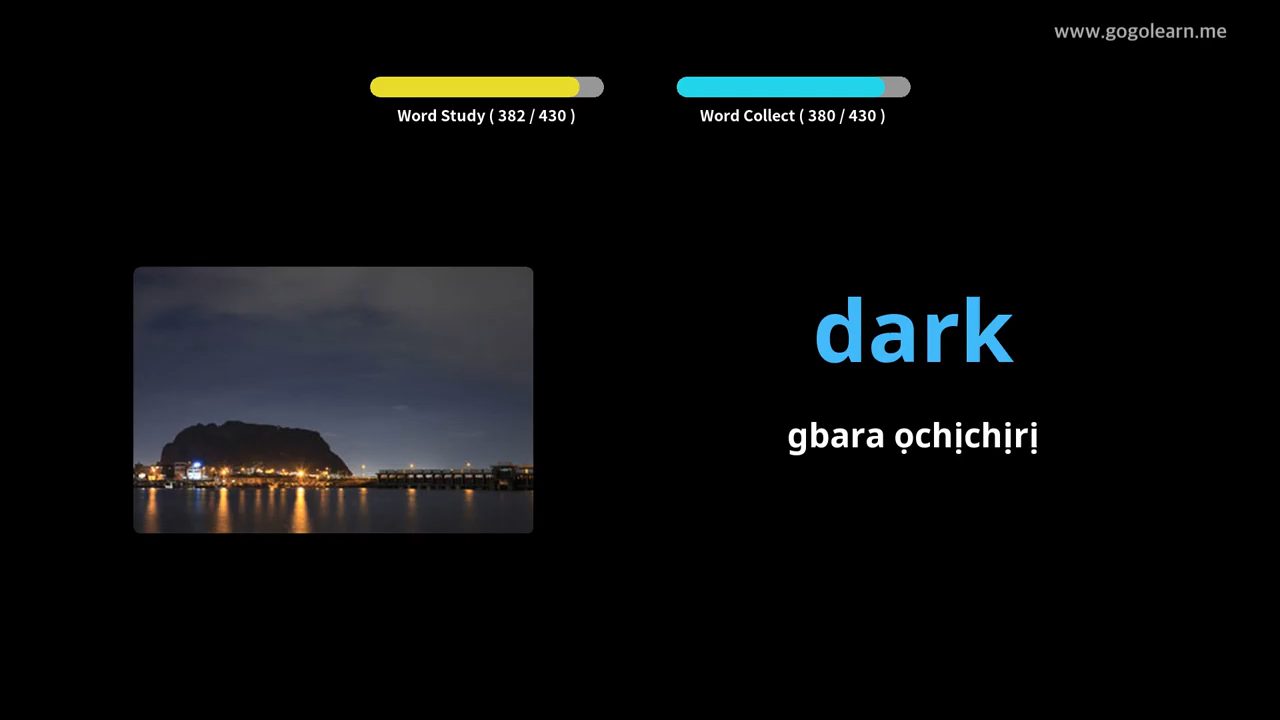 www.gogolearn.me
Word Study ( 382 / 430 )
Word Collect ( 380 / 430 )
dark
gbara ọchịchịrị